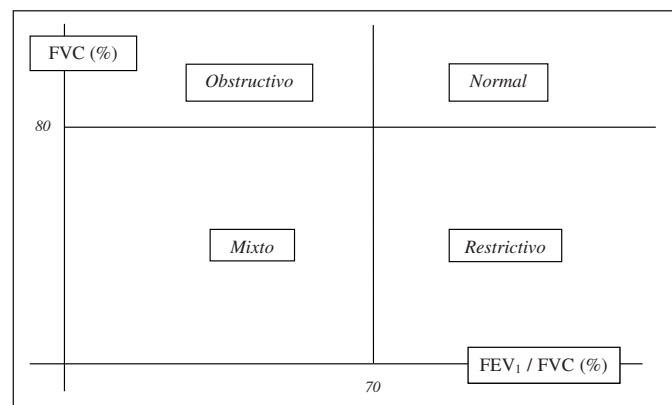 FVC (%)
Obstructivo
Normal
80
Mixto
Restrictivo
FEV₁ / FVC (%)
70